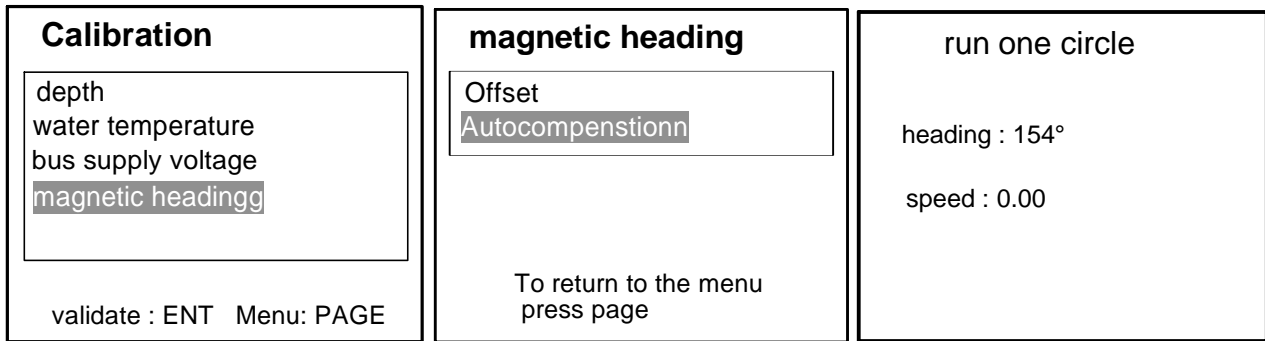 Calibration
depth
water temperature
bus supply voltage
magnetic headingg
validate : ENT Menu: PAGE
magnetic heading
Offset
Autocompenstionn
To return to the menu
press page
run one circle
heading : 154°
speed : 0.00